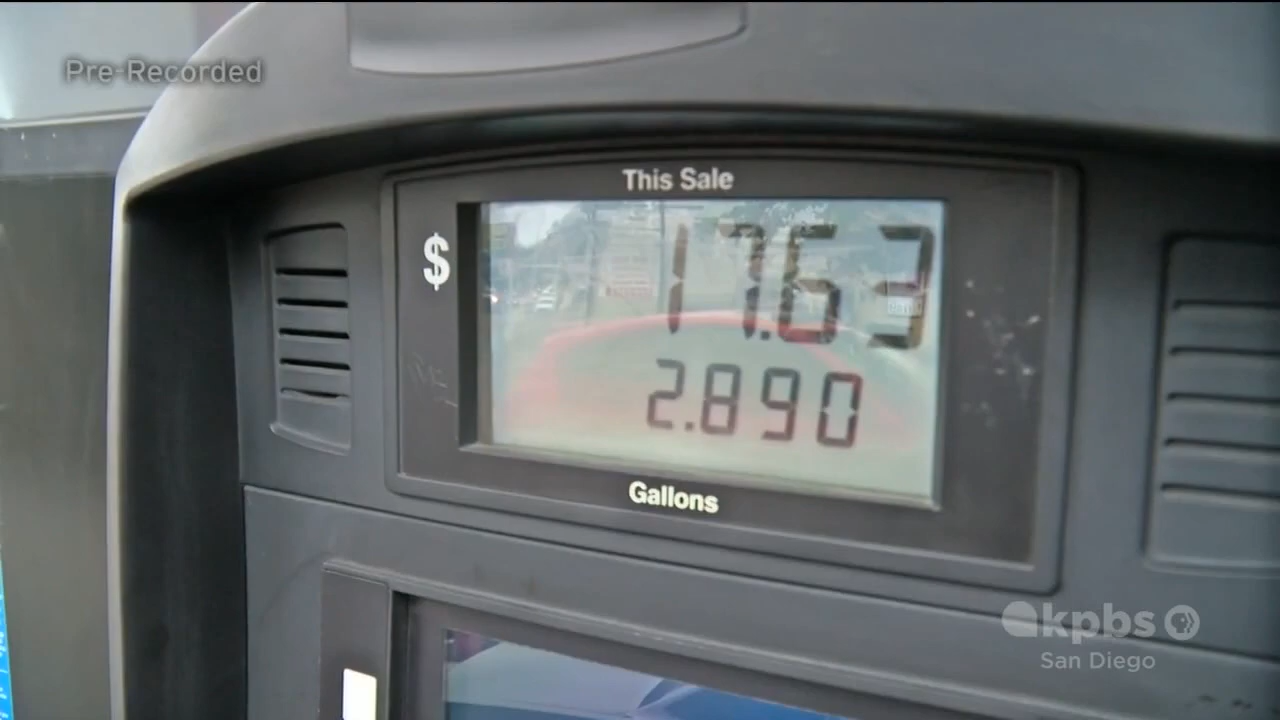 Pre-Recorded
This Sale
$ 17.63
2.890
Gallons
kpbs
San Diego